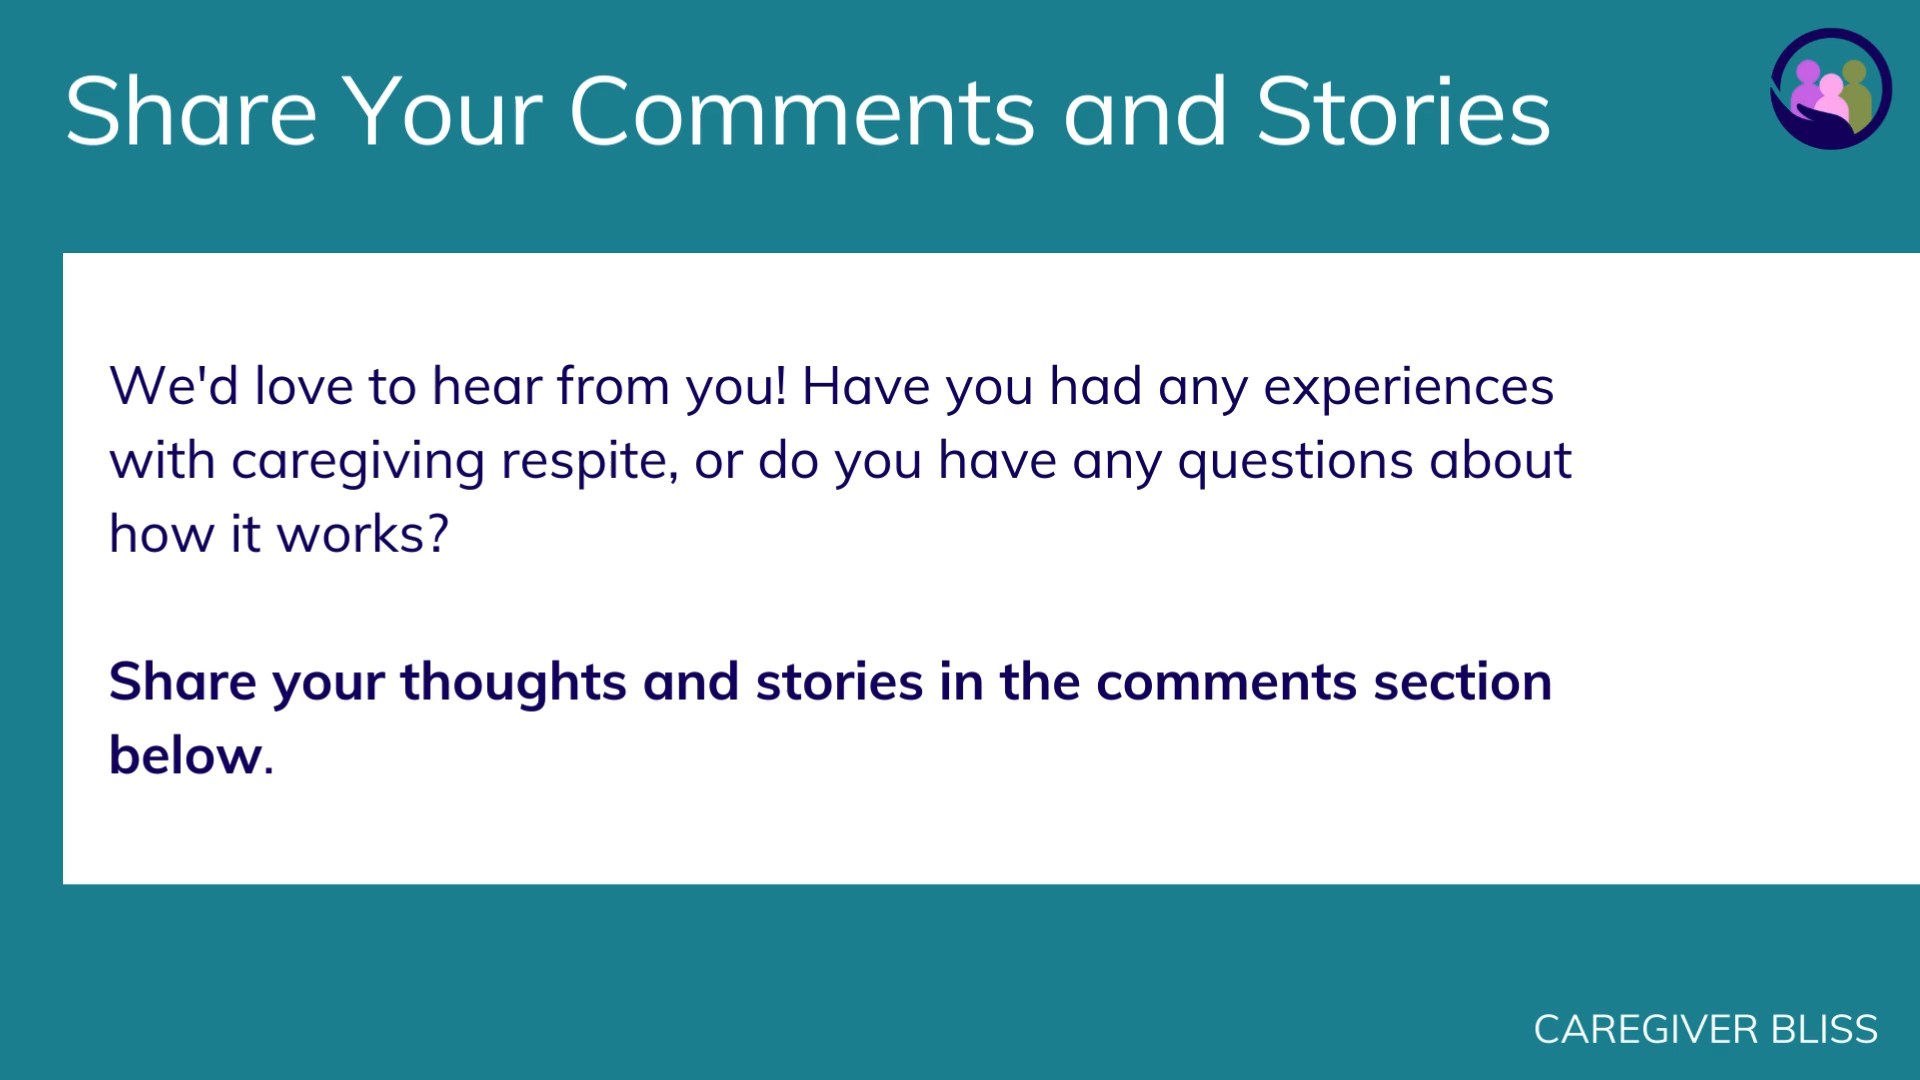 Share Your Comments and Stories
We'd love to hear from you! Have you had any experiences
with caregiving respite, or do you have any questions about
how it works?
Share your thoughts and stories in the comments section
below.
CAREGIVER BLISS